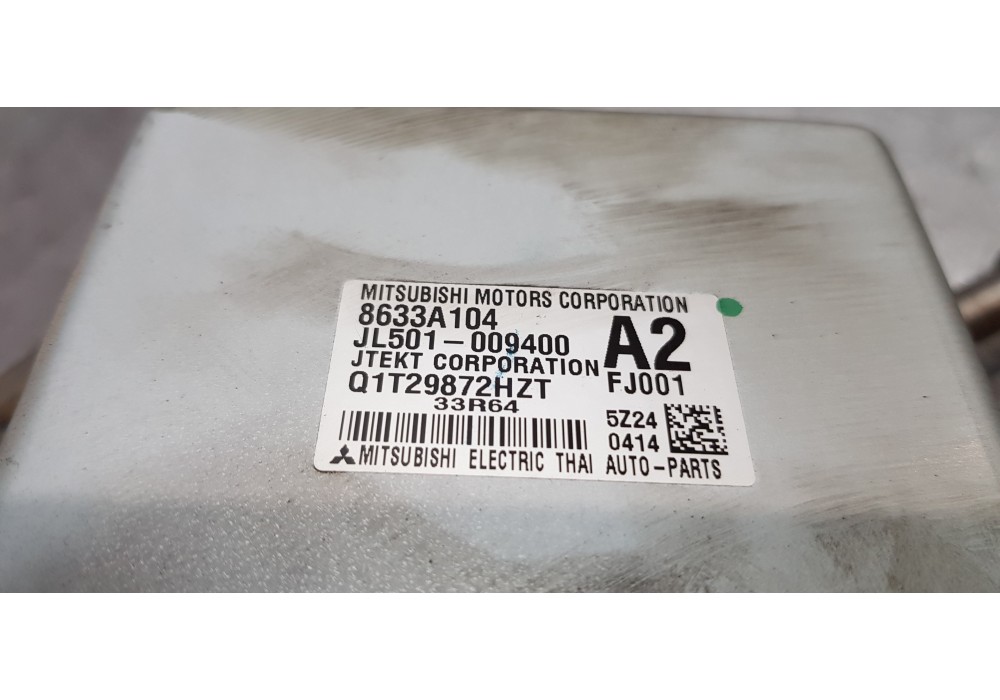 MITSUBISHI MOTORS CORPORATION
8633A104
A2
JL501-009400
JTEKT CORPORATION
FJ001
Q1T29872HZT
33R64
5Z24
0414
MITSUBISHI ELECTRIC THAI AUTO-PARTS